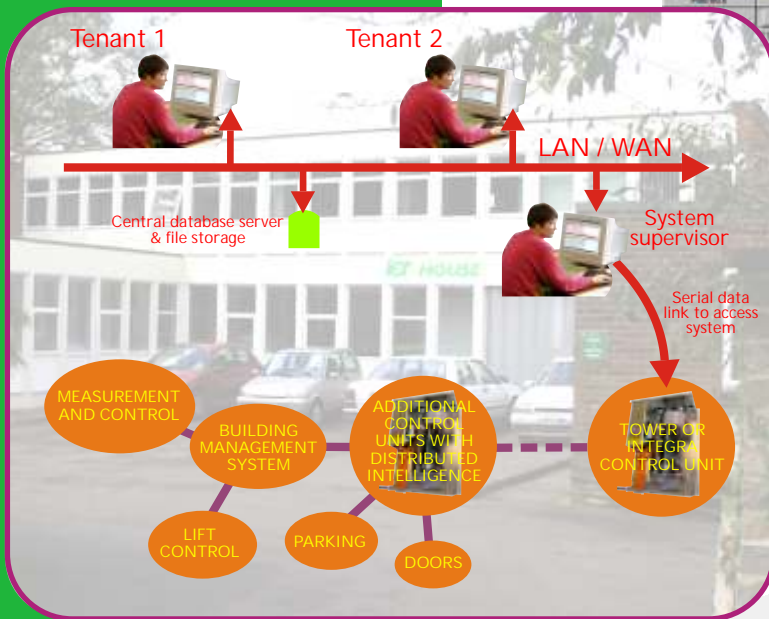 Tenant 1
Tenant 2
LAN / WAN
Central database server
& file storage
System
supervisor
ET HOUSE
Serial data
link to access
system
MEASUREMENT
AND CONTROL
BUILDING
MANAGEMENT
SYSTEM
ADDITIONAL
CONTROL
UNITS WITH
DISTRIBUTED
INTELLIGENCE
TOWER OR
INTEGRA
CONTROL UNIT
LIFT
CONTROL
PARKING
DOORS